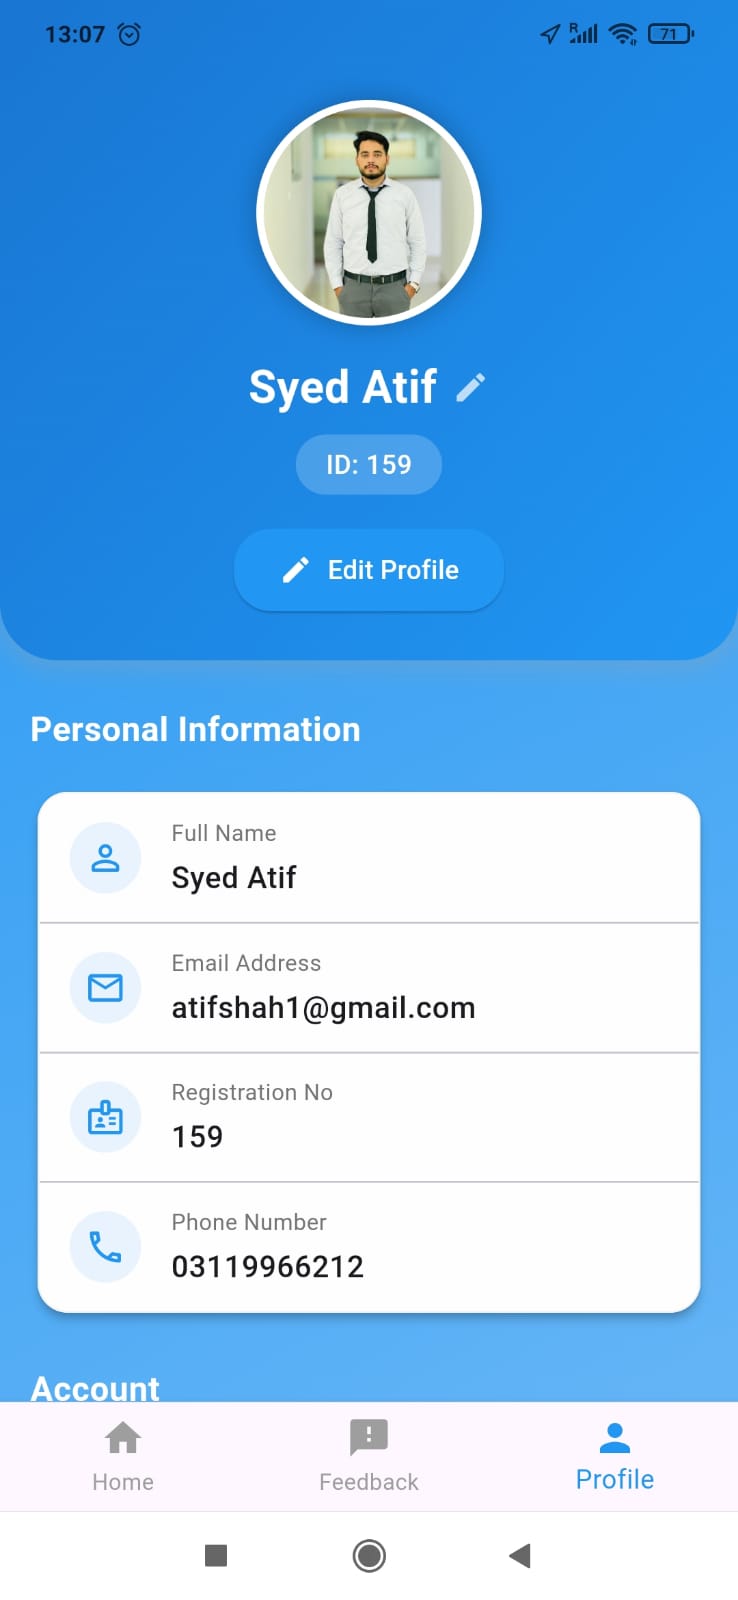 13:07
R
71
Syed Atif
ID: 159
Edit Profile
Personal Information
Full Name
Syed Atif
Email Address
atifshah1@gmail.com
Registration No
159
Phone Number
03119966212
Account
Home
Feedback
Profile